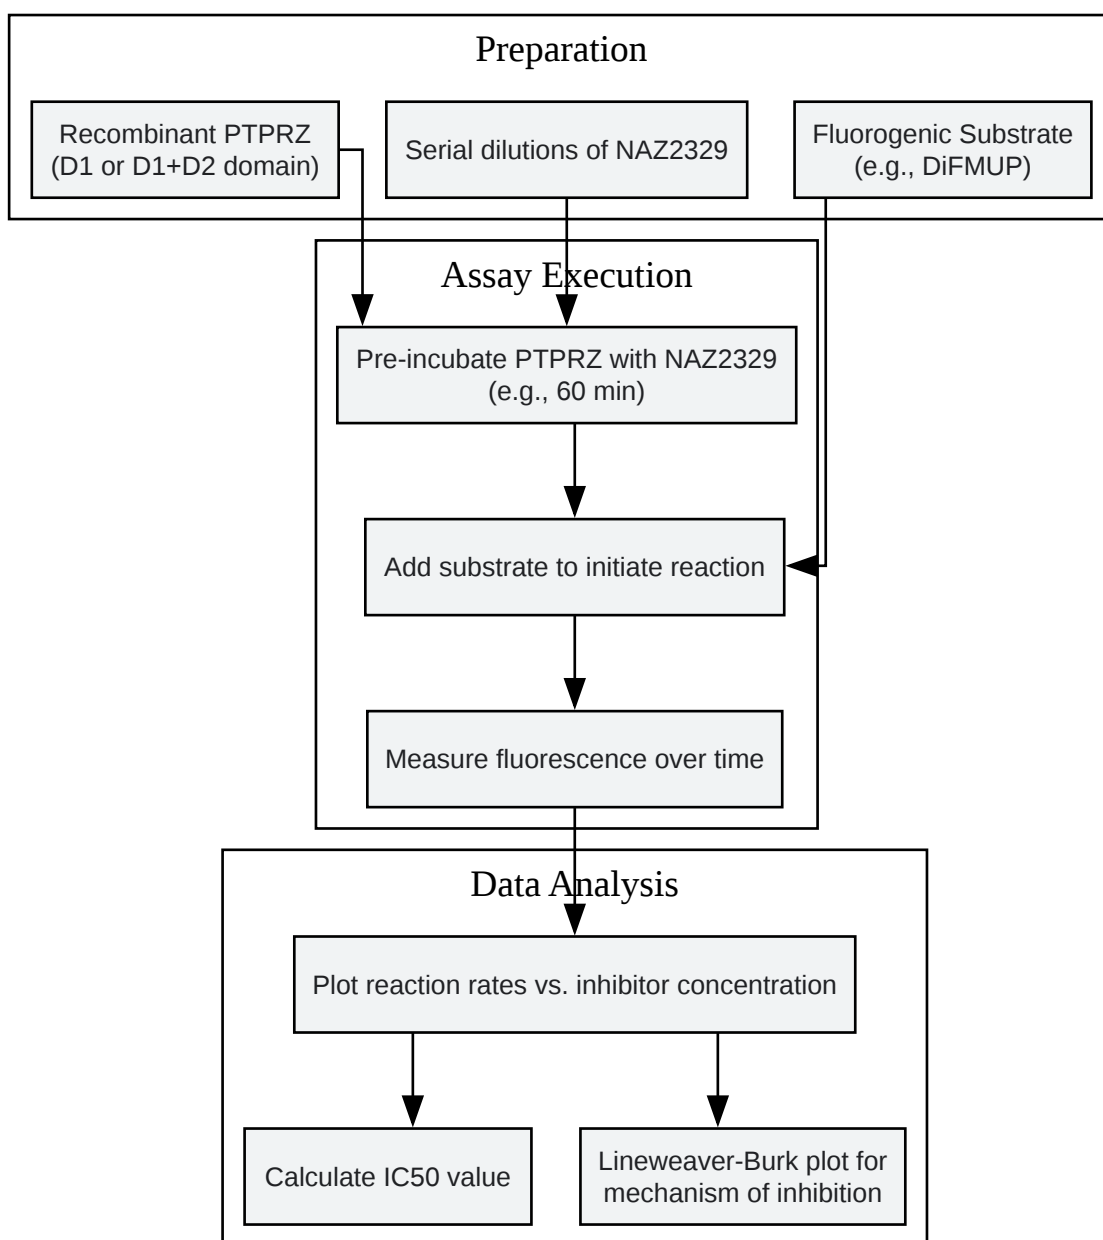 Preparation
Recombinant PTPRZ
(D1 or D1+D2 domain)
Serial dilutions of NAZ2329
Fluorogenic Substrate
(e.g., DiFMUP)
Assay Execution
Pre-incubate PTPRZ with NAZ2329
(e.g., 60 min)
Add substrate to initiate reaction
Measure fluorescence over time
Data Analysis
Plot reaction rates vs. inhibitor concentration
Calculate IC50 value
Lineweaver-Burk plot for
mechanism of inhibition